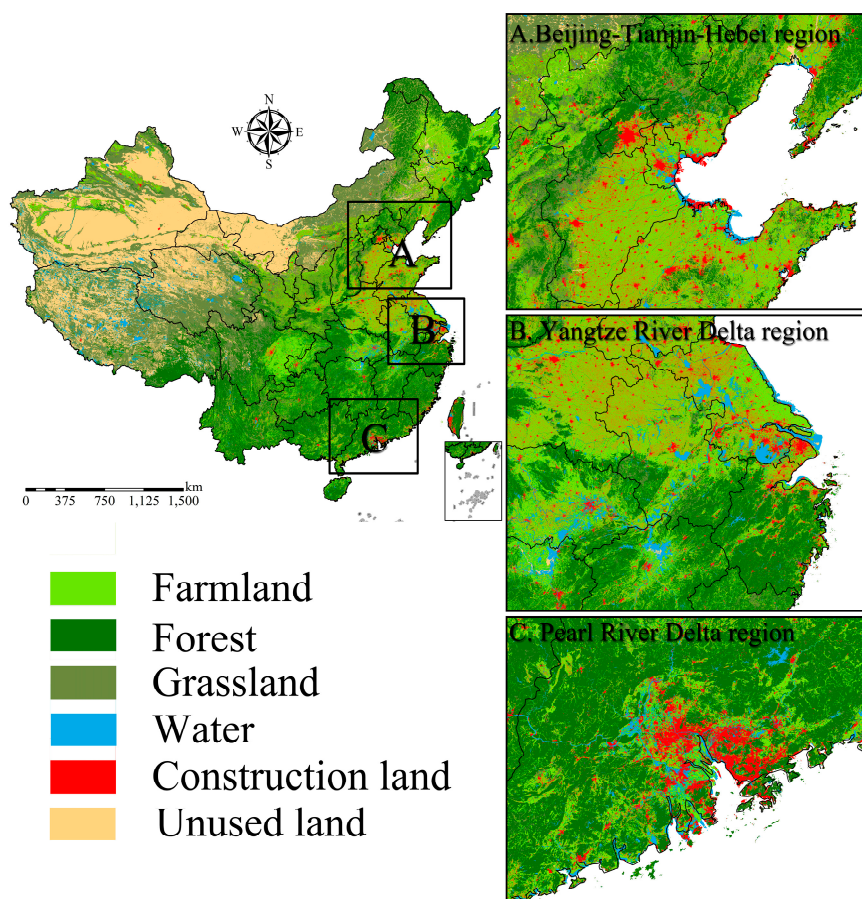 A.Beijing-Tianjin-Hebei region
N
W
E
S
A
B
C
km
0 375 750 1,125 1,500
B. Yangtze River Delta region
C. Pearl River Delta region
Farmland
Forest
Grassland
Water
Construction land
Unused land